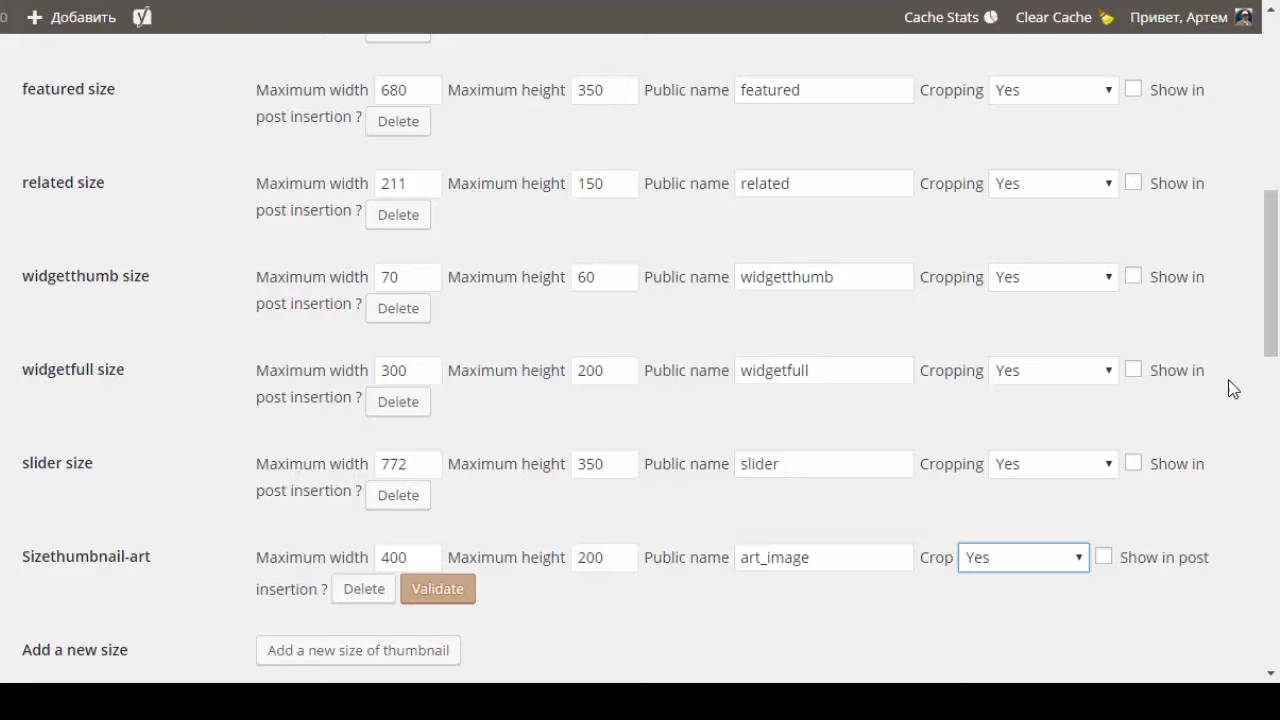 0 Добавить Cache Stats Clear Cache Привет, Артем
featured size Maximum width 680 Maximum height 350 Public name featured Cropping Yes Show in
post insertion ? Delete
related size Maximum width 211 Maximum height 150 Public name related Cropping Yes Show in
post insertion ? Delete
widgetthumb size Maximum width 70 Maximum height 60 Public name widgetthumb Cropping Yes Show in
post insertion ? Delete
widgetfull size Maximum width 300 Maximum height 200 Public name widgetfull Cropping Yes Show in
post insertion ? Delete
slider size Maximum width 772 Maximum height 350 Public name slider Cropping Yes Show in
post insertion ? Delete
Sizethumbnail-art Maximum width 400 Maximum height 200 Public name art_image Crop Yes Show in post
insertion ? Delete Validate
Add a new size Add a new size of thumbnail